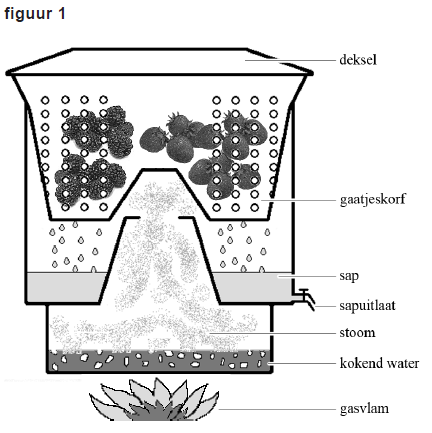 figuur 1
deksel
gaatjeskorf
sap
sapuitlaat
stoom
kokend water
gasvlam